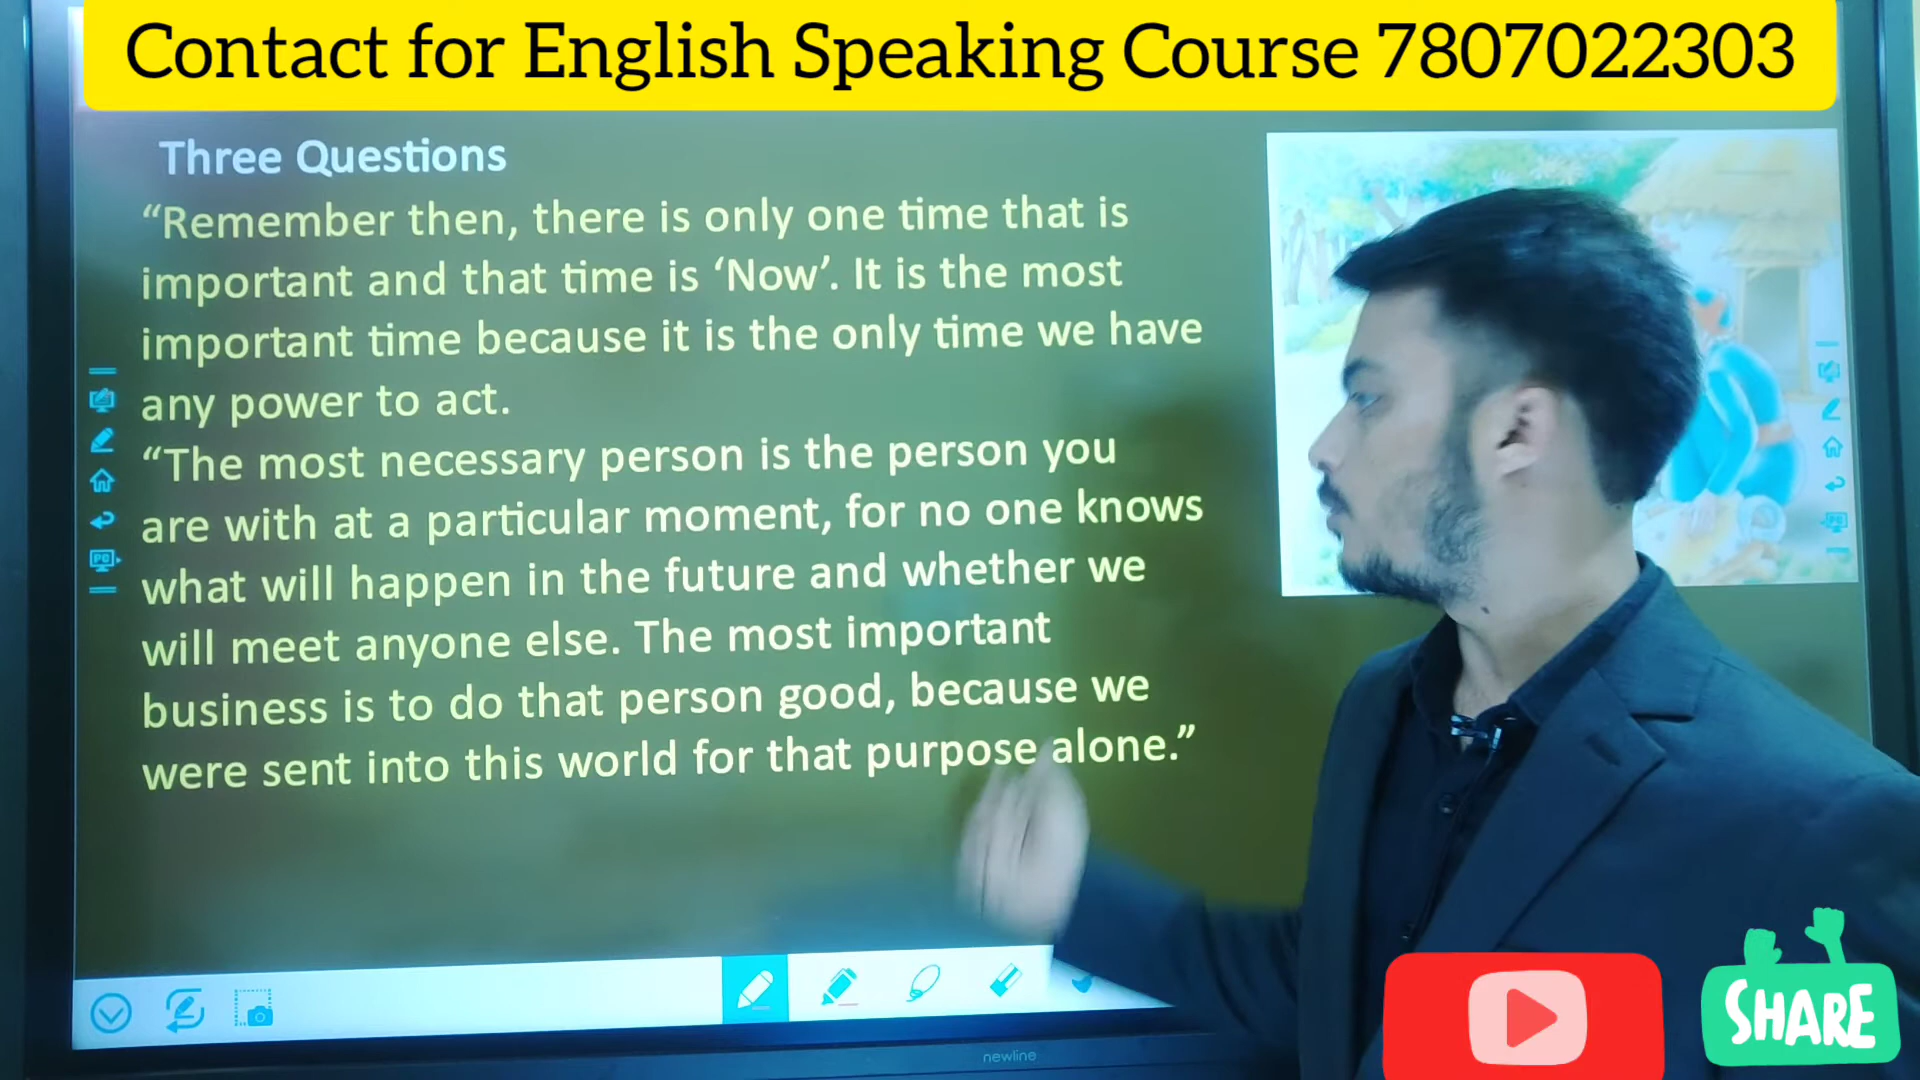 Contact for English Speaking Course 7807022303
Three Questions
“Remember then, there is only one time that is
important and that time is ‘Now’. It is the most
important time because it is the only time we have
any power to act.
“The most necessary person is the person you
are with at a particular moment, for no one knows
what will happen in the future and whether we
will meet anyone else. The most important
business is to do that person good, because we
were sent into this world for that purpose alone.”
PC
PC
newline
SHARE